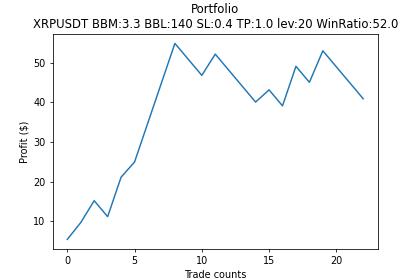 Portfolio
XRPUSDT BBM:3.3 BBL:140 SL:0.4 TP:1.0 lev:20 WinRatio:52.0
50
40
30
20
10
Profit ($)
0 5 10 15 20
Trade counts